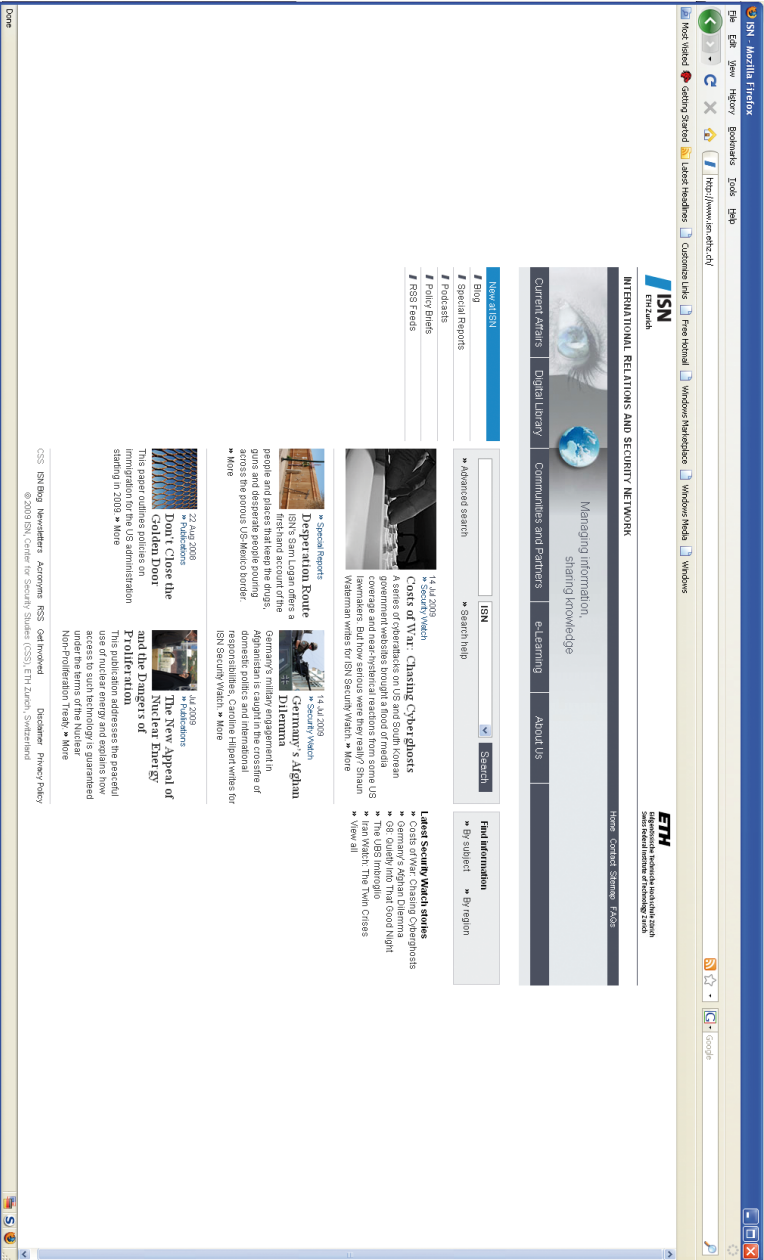 ISN - Mozilla Firefox
File Edit View History Bookmarks Tools Help
http://www.isn.ethz.ch/
Google
Most Visited Getting Started Latest Headlines Customize Links Free Hotmail Windows Marketplace Windows Media Windows
ISN
ETH Zurich
ETH
Eidgenössische Technische Hochschule Zürich
Swiss Federal Institute of Technology Zurich
INTERNATIONAL RELATIONS AND SECURITY NETWORK
Home Contact Sitemap FAQs
Managing information,
sharing knowledge
Current Affairs Digital Library Communities and Partners e-Learning About Us
New at ISN
Blog
Special Reports
Podcasts
Policy Briefs
RSS Feeds
ISN Search
» Advanced search » Search help
Find information
» By subject » By region
14 Jul 2009
» Security Watch
Costs of War: Chasing Cyberghosts
A series of cyberattacks on US and South Korean
government websites brought a flood of media
coverage and near-hysterical reactions from some US
lawmakers. But how serious were they really? Shaun
Waterman writes for ISN Security Watch. » More
Latest Security Watch stories
» Costs of War: Chasing Cyberghosts
» Germany's Afghan Dilemma
» G8: Quietly Into That Good Night
» The UBS Imbroglio
» Iran Watch: The Twin Crises
» View all
» Special Reports
Desperation Route
ISN's Sam Logan offers a
first-hand account of the
people and places that keep the drugs,
guns and desperate people pouring
across the porous US-Mexico border.
» More
14 Jul 2009
» Security Watch
Germany's Afghan
Dilemma
Germany's military engagement in
Afghanistan is caught in the crossfire of
domestic politics and international
responsibilities, Caroline Hilpert writes for
ISN Security Watch. » More
22 Aug 2008
» Publications
Don't Close the
Golden Door
This paper outlines policies on
immigration for the US administration
starting in 2009. » More
Jul 2009
» Publications
The New Appeal of
Nuclear Energy
and the Dangers of
Proliferation
This publication addresses the peaceful
use of nuclear energy and explains how
access to such technology is guaranteed
under the terms of the Nuclear
Non-Proliferation Treaty. » More
CSS ISN Blog Newsletters Acronyms RSS Get Involved Disclaimer Privacy Policy
© 2009 ISN, Center for Security Studies (CSS), ETH Zurich, Switzerland
Done